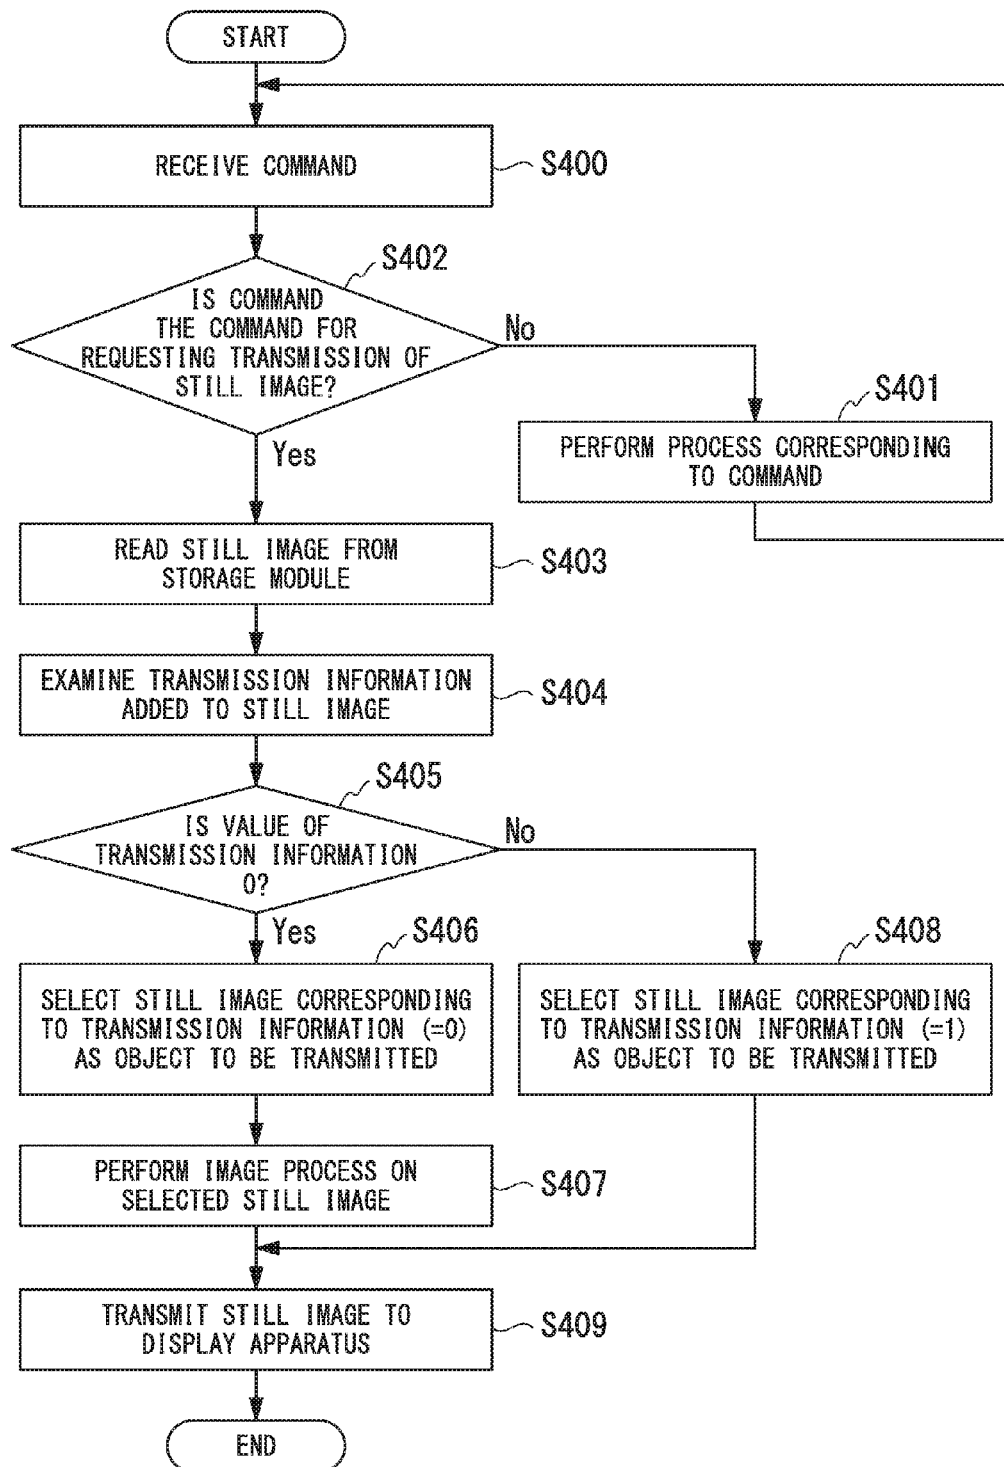 START
RECEIVE COMMAND
S400
S402
IS COMMAND
THE COMMAND FOR
REQUESTING TRANSMISSION OF
STILL IMAGE?
No
Yes
S401
PERFORM PROCESS CORRESPONDING
TO COMMAND
READ STILL IMAGE FROM
STORAGE MODULE
S403
EXAMINE TRANSMISSION INFORMATION
ADDED TO STILL IMAGE
S404
S405
IS VALUE OF
TRANSMISSION INFORMATION
0?
No
Yes
S406
SELECT STILL IMAGE CORRESPONDING
TO TRANSMISSION INFORMATION (=0)
AS OBJECT TO BE TRANSMITTED
S408
SELECT STILL IMAGE CORRESPONDING
TO TRANSMISSION INFORMATION (=1)
AS OBJECT TO BE TRANSMITTED
PERFORM IMAGE PROCESS ON
SELECTED STILL IMAGE
S407
TRANSMIT STILL IMAGE TO
DISPLAY APPARATUS
S409
END